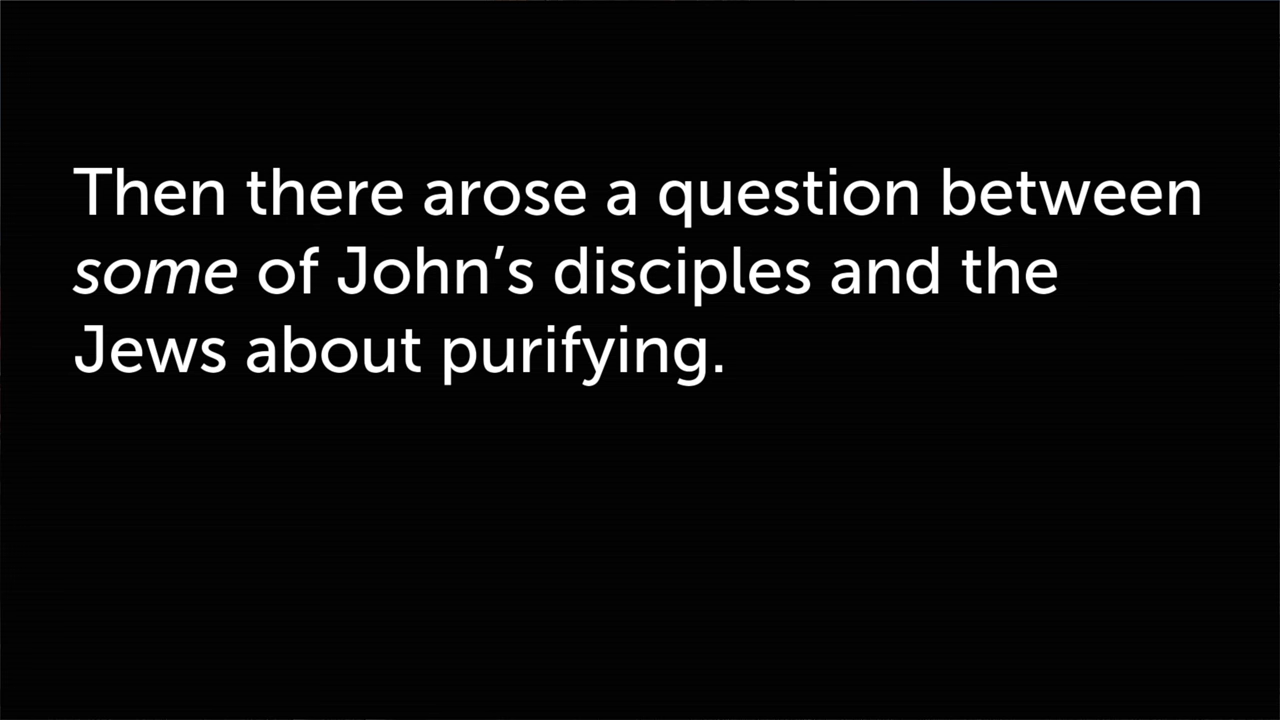 Then there arose a question between
some of John’s disciples and the
Jews about purifying.